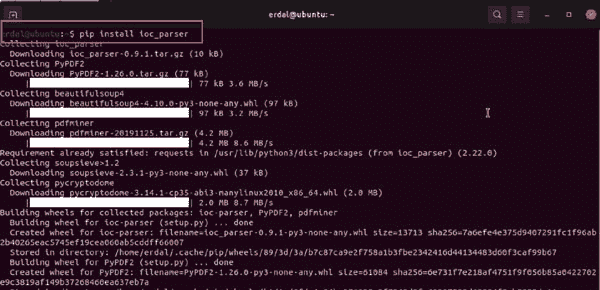 erdal@ubuntu: ~
erdal@ubuntu:~$ pip install ioc_parser
Collecting ioc_parser
Downloading ioc_parser-0.9.1.tar.gz (10 kB)
Collecting PyPDF2
Downloading PyPDF2-1.26.0.tar.gz (77 kB)
| 77 kB 3.6 MB/s
Collecting beautifulsoup4
Downloading beautifulsoup4-4.10.0-py3-none-any.whl (97 kB)
| 97 kB 3.2 MB/s
Collecting pdfminer
Downloading pdfminer-20191125.tar.gz (4.2 MB)
| 4.2 MB 8.6 MB/s
Requirement already satisfied: requests in /usr/lib/python3/dist-packages (from ioc_parser) (2.22.0)
Collecting soupsieve>1.2
Downloading soupsieve-2.3.1-py3-none-any.whl (37 kB)
Collecting pycryptodome
Downloading pycryptodome-3.14.1-cp35-abi3-manylinux2010_x86_64.whl (2.0 MB)
| 2.0 MB 8.7 MB/s
Building wheels for collected packages: ioc-parser, PyPDF2, pdfminer
Building wheel for ioc-parser (setup.py) ... done
Created wheel for ioc-parser: filename=ioc_parser-0.9.1-py3-none-any.whl size=13713 sha256=7a6efe4e375d9407291fc1f96ab
2b40265eac5745ef19cea060ab5cddff66007
Stored in directory: /home/erdal/.cache/pip/wheels/89/3d/3a/b7c87ca9e2f758a1b3fbe2342416d44134483d60f3caf99b67
Building wheel for PyPDF2 (setup.py) ... done
Created wheel for PyPDF2: filename=PyPDF2-1.26.0-py3-none-any.whl size=61084 sha256=6e731f7e218af4751f9f056b85a0422702
e9c3819af149b37268460ea637eb7a